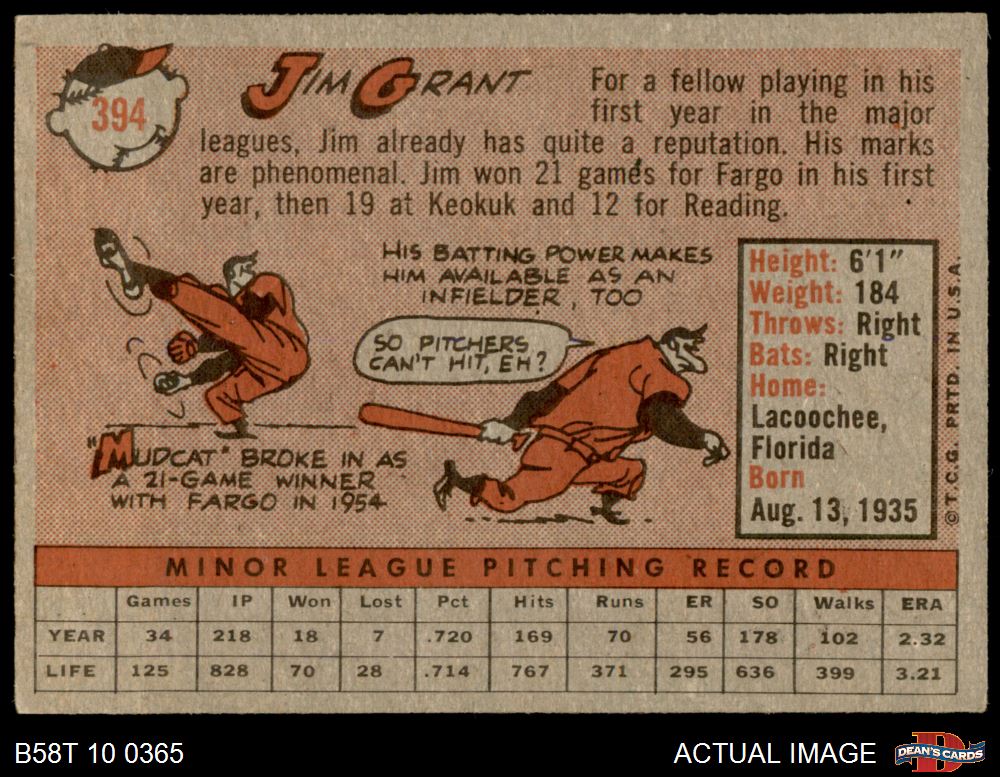 394
JIM GRANT
For a fellow playing in his
first year in the major
leagues, Jim already has quite a reputation. His marks
are phenomenal. Jim won 21 games for Fargo in his first
year, then 19 at Keokuk and 12 for Reading.
HIS BATTING POWER MAKES
HIM AVAILABLE AS AN
INFIELDER, TOO
SO PITCHERS
CAN'T HIT, EH?
"MUDCAT" BROKE IN AS
A 21-GAME WINNER
WITH FARGO IN 1954
Height: 6'1"
Weight: 184
Throws: Right
Bats: Right
Home:
Lacoochee,
Florida
Born
Aug. 13, 1935
© T.C.G. PRTD. IN U.S.A.
MINOR LEAGUE PITCHING RECORD
Games IP Won Lost Pct Hits Runs ER SO Walks ERA
YEAR 34 218 18 7 .720 169 70 56 178 102 2.32
LIFE 125 828 70 28 .714 767 371 295 636 399 3.21
B58T 10 0365
ACTUAL IMAGE
D
DEAN'S CARDS